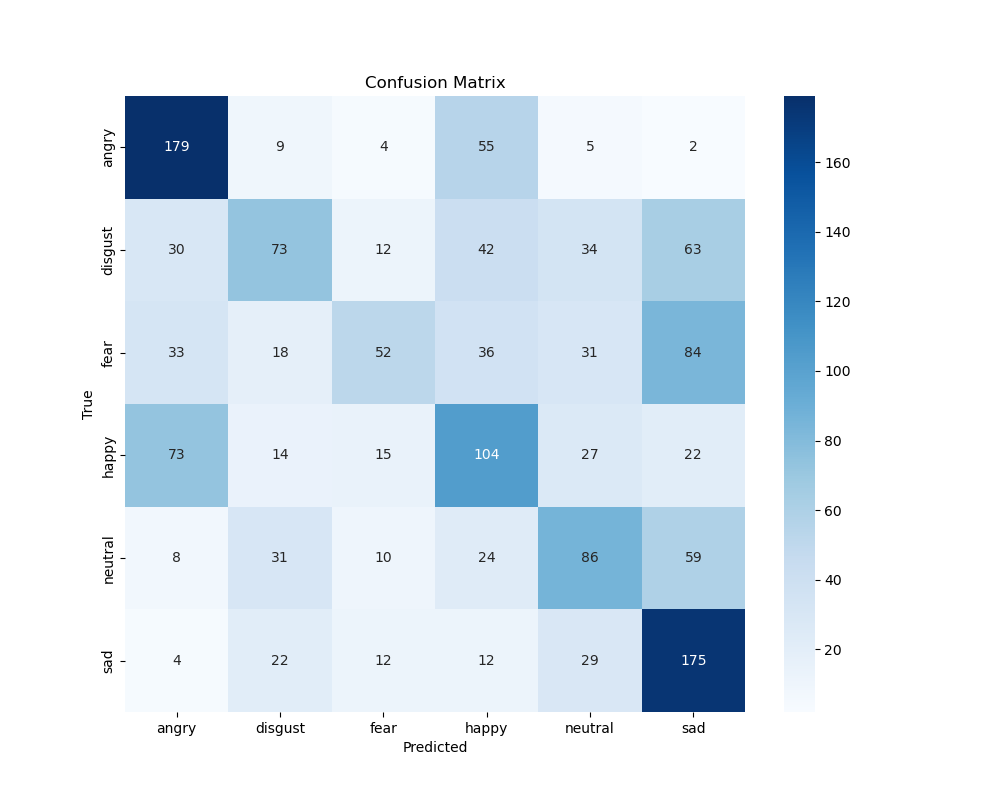 Confusion Matrix
angry 179 9 4 55 5 2
disgust 30 73 12 42 34 63
fear 33 18 52 36 31 84
happy 73 14 15 104 27 22
neutral 8 31 10 24 86 59
sad 4 22 12 12 29 175
angry disgust fear happy neutral sad
Predicted
True
160
140
120
100
80
60
40
20